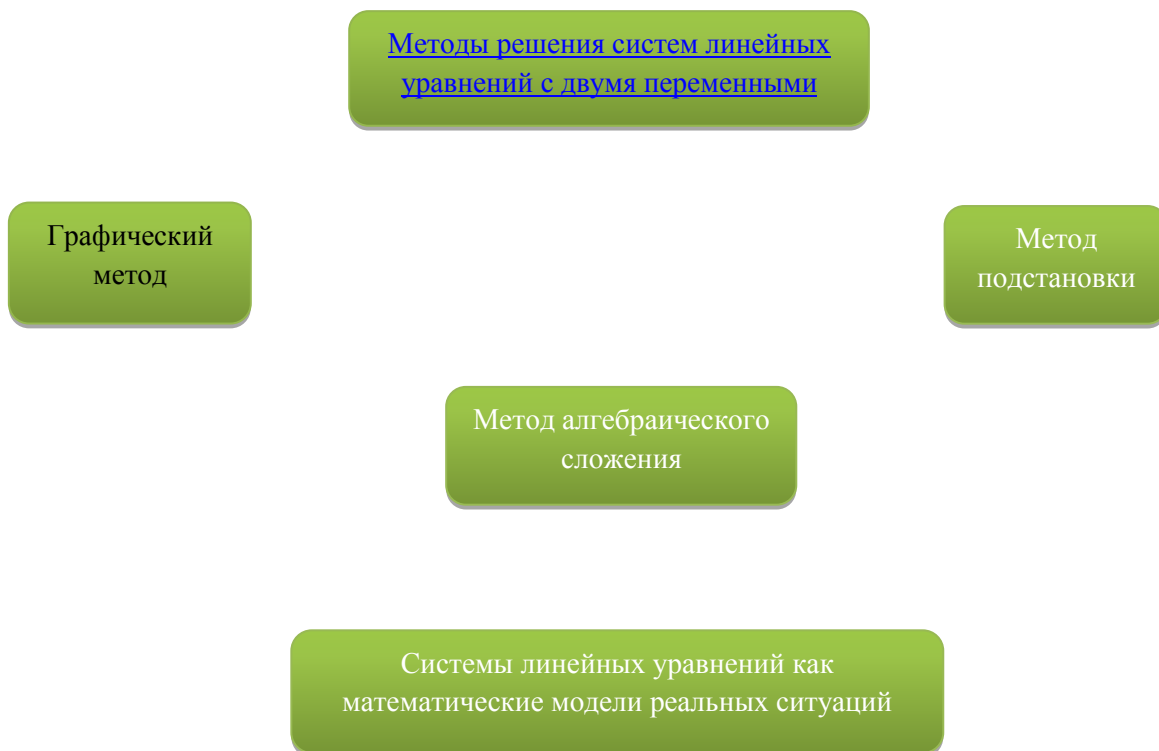 Методы решения систем линейных
уравнений с двумя переменными
Графический
метод
Метод
подстановки
Метод алгебраического
сложения
Системы линейных уравнений как
математические модели реальных ситуаций